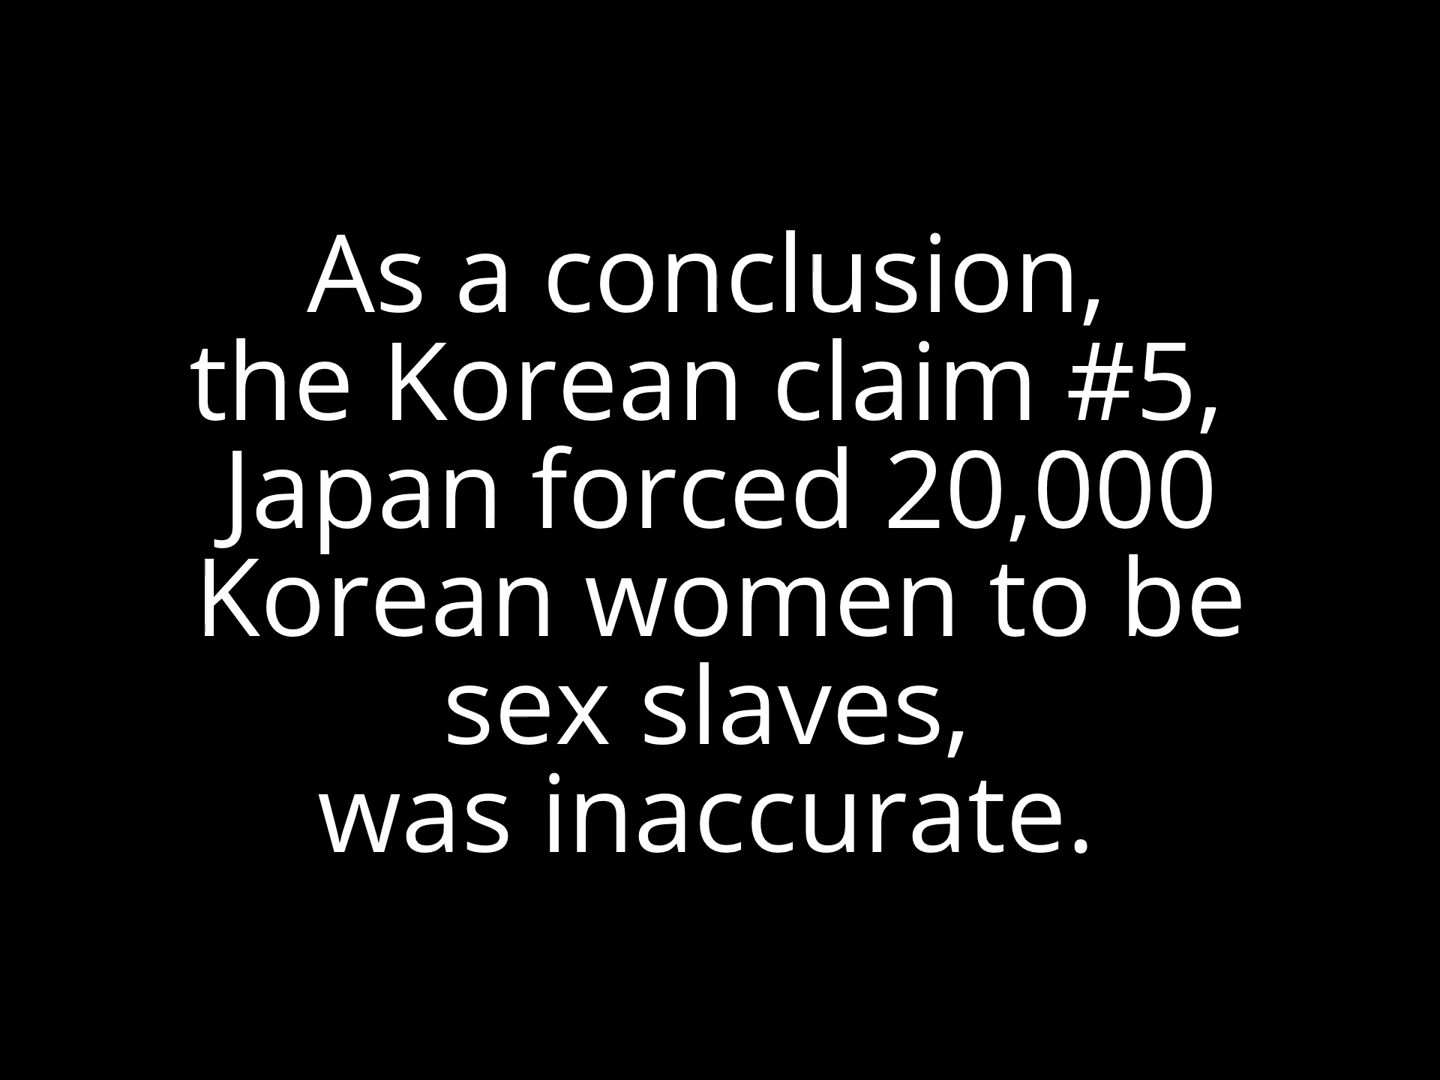 As a conclusion,
the Korean claim #5,
Japan forced 20,000
Korean women to be
sex slaves,
was inaccurate.